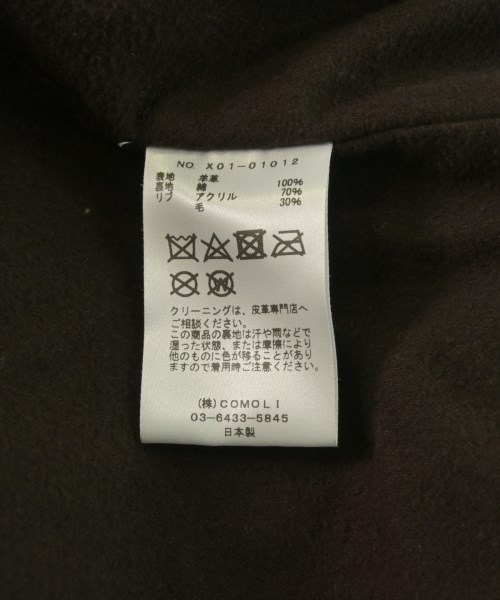 NO. X01-01012
表地 羊革
裏地 綿 100%
リブ アクリル 70%
毛 30%
W
クリーニングは、皮革専門店へ
ご相談ください。
この商品の裏地は汗や雨などで
湿った状態、または摩擦により
他のものに色が移ることがあり
ますので着用時ご注意ください。
(株)COMOLI
03-6433-5845
日本製